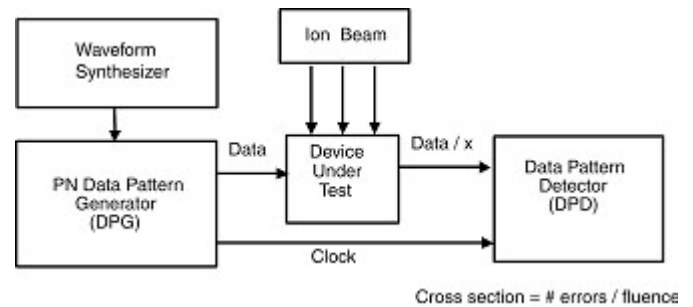 Waveform
Synthesizer
Ion Beam
PN Data Pattern
Generator
(DPG)
Data
Device
Under
Test
Data / x
Data Pattern
Detector
(DPD)
Clock
Cross section = # errors / fluence